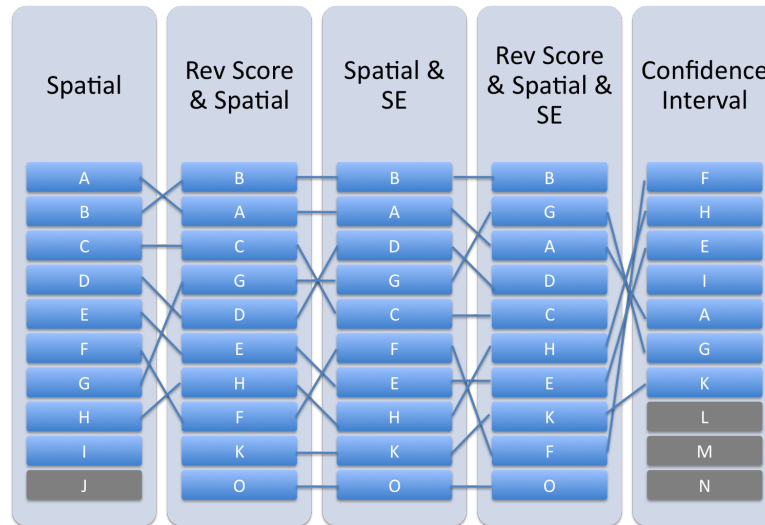 Spatial
A
B
C
D
E
F
G
H
I
J
Rev Score
& Spatial
B
A
C
G
D
E
H
F
K
O
Spatial &
SE
B
A
D
G
C
F
E
H
K
O
Rev Score
& Spatial &
SE
B
G
A
D
C
H
E
K
F
O
Confidence
Interval
F
H
E
I
A
G
K
L
M
N